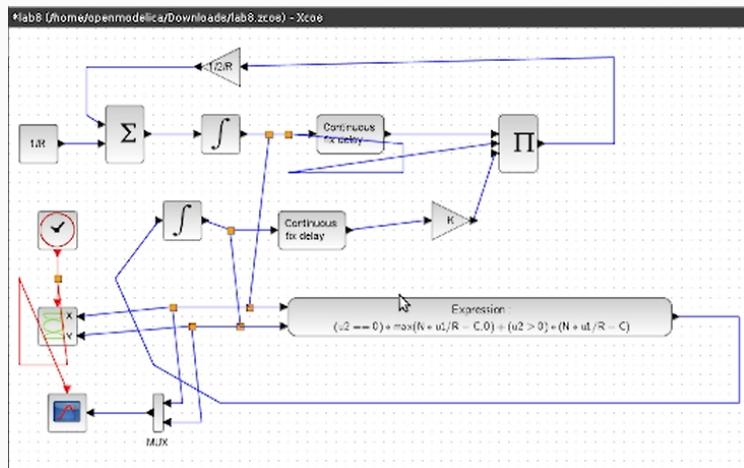 *lab8 (/home/openmodelica/Downloads/lab8.zcos) - Xcos
1/2/R
1/R
Σ
∫
Continuous
fix delay
Π
∫
Continuous
fix delay
K
X
Y
Expression :
(u2 == 0) * max(N * u1/R - C,0) + (u2 > 0) * (N * u1/R - C)
MUX